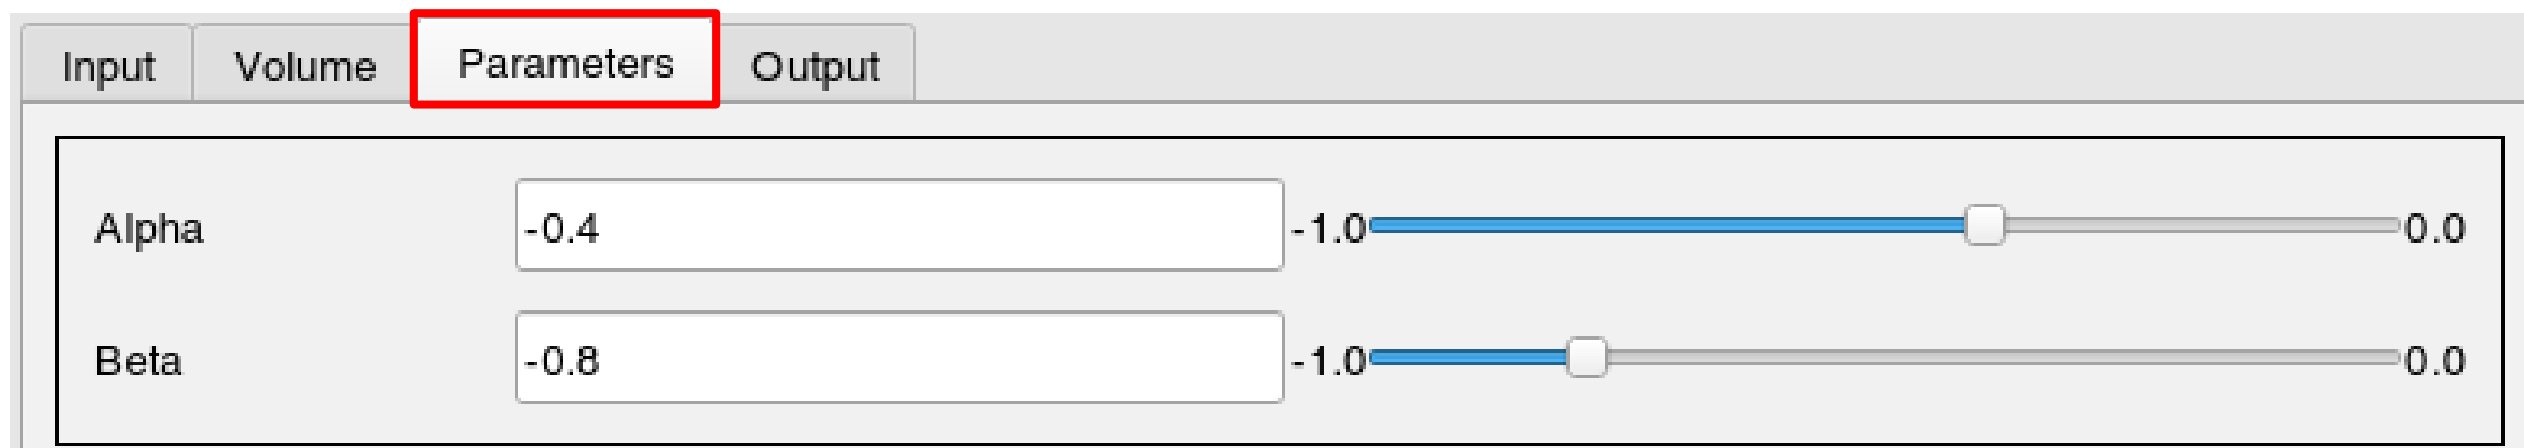 Input Volume Parameters Output
Alpha -0.4 -1.0 0.0
Beta -0.8 -1.0 0.0